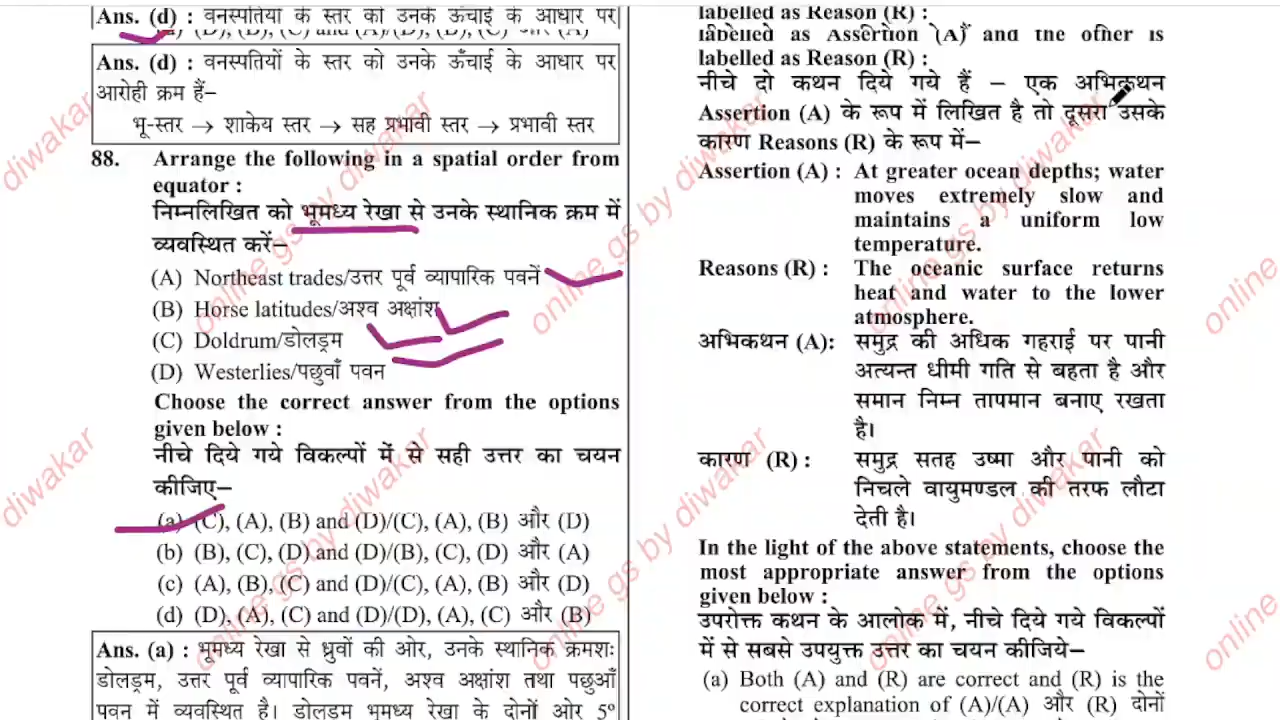 Ans. (d) : वनस्पतियों के स्तर को उनके ऊँचाई के आधार पर
Ans. (d) : वनस्पतियों के स्तर को उनके ऊँचाई के आधार पर
आरोही क्रम हैं–
भू-स्तर → शाकेय स्तर → सह प्रभावी स्तर → प्रभावी स्तर
88. Arrange the following in a spatial order from
equator :
निम्नलिखित को भूमध्य रेखा से उनके स्थानिक क्रम में
व्यवस्थित करें–
(A) Northeast trades/उत्तर पूर्व व्यापारिक पवनें
(B) Horse latitudes/अश्व अक्षांश
(C) Doldrum/डोलड्रम
(D) Westerlies/पछुवाँ पवन
Choose the correct answer from the options
given below :
नीचे दिये गये विकल्पों में से सही उत्तर का चयन
कीजिए–
(a) (C), (A), (B) and (D)/(C), (A), (B) और (D)
(b) (B), (C), (D) and (D)/B), (C), (D) और (A)
(c) (A), (B), (C) and (D)/(C), (A), (B) और (D)
(d) (D), (A), (C) and (D)/(D), (A), (C) और (B)
Ans. (a) : भूमध्य रेखा से ध्रुवों की ओर, उनके स्थानिक क्रमशः
डोलड्रम, उत्तर पूर्व व्यापारिक पवनें, अश्व अक्षांश तथा पछुआँ
पवन में व्यवस्थित है। डोलडम भूमध्य रेखा के दोनों ओर 5º
labelled as Reason (R) :
labelled as Assertion (A) and the other is
labelled as Reason (R) :
नीचे दो कथन दिये गये हैं – एक अभिकथन
Assertion (A) के रूप में लिखित है तो दूसरा उसके
कारण Reasons (R) के रूप में–
Assertion (A) : At greater ocean depths; water
moves extremely slow and
maintains a uniform low
temperature.
Reasons (R) : The oceanic surface returns
heat and water to the lower
atmosphere.
अभिकथन (A): समुद्र की अधिक गहराई पर पानी
अत्यन्त धीमी गति से बहता है और
समान निम्न तापमान बनाए रखता
है।
कारण (R) : समुद्र सतह उष्मा और पानी को
निचले वायुमण्डल की तरफ लौटा
देती है।
In the light of the above statements, choose the
most appropriate answer from the options
given below :
उपरोक्त कथन के आलोक में, नीचे दिये गये विकल्पों
में से सबसे उपयुक्त उत्तर का चयन कीजिये–
(a) Both (A) and (R) are correct and (R) is the
correct explanation of (A)/(A) और (R) दोनों
online gs by diwakar